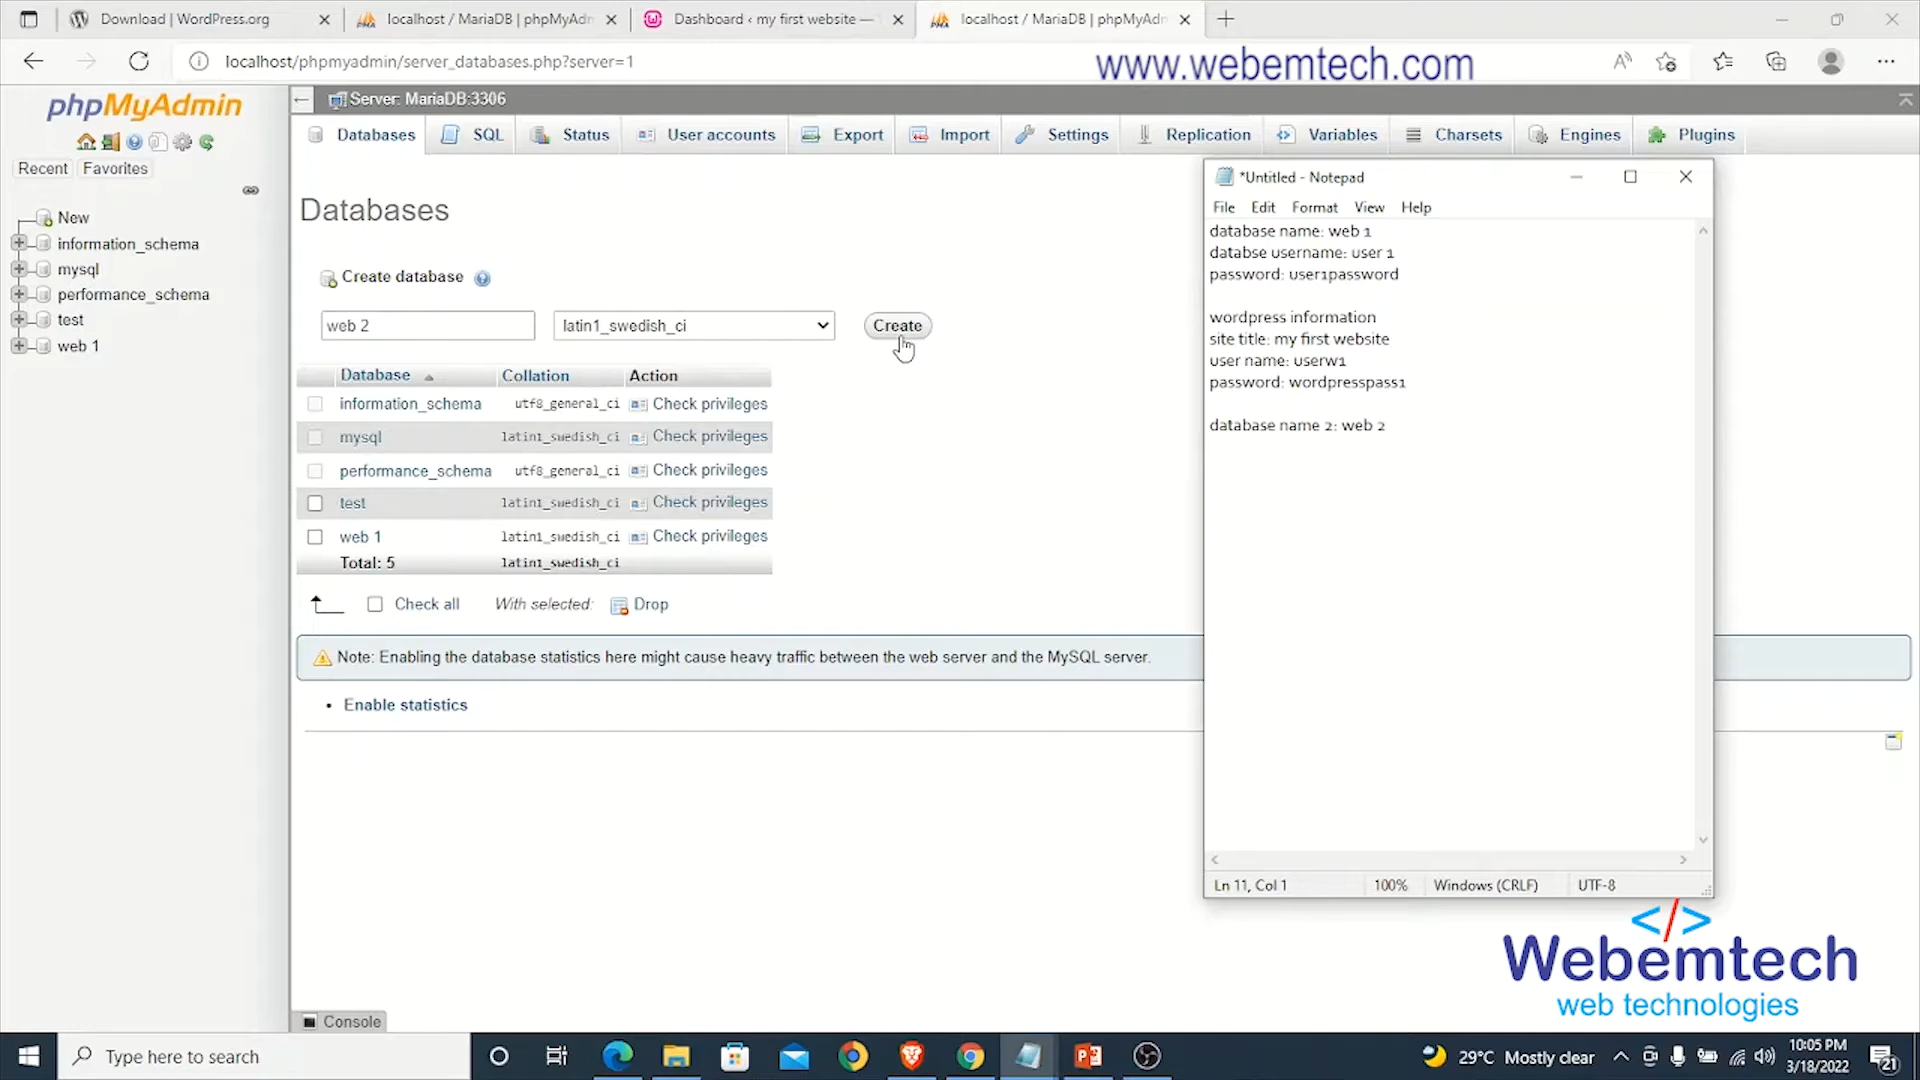 Download | WordPress.org
localhost / MariaDB | phpMyAdm
Dashboard ‹ my first website —
localhost / MariaDB | phpMyAdm
localhost/phpmyadmin/server_databases.php?server=1
www.webemtech.com
phpMyAdmin
Recent Favorites
New
information_schema
mysql
performance_schema
test
web 1
Server: MariaDB:3306
Databases SQL Status User accounts Export Import Settings Replication Variables Charsets Engines Plugins
Databases
Create database
web 2 latin1_swedish_ci Create
Database Collation Action
information_schema utf8_general_ci Check privileges
mysql latin1_swedish_ci Check privileges
performance_schema utf8_general_ci Check privileges
test latin1_swedish_ci Check privileges
web 1 latin1_swedish_ci Check privileges
Total: 5 latin1_swedish_ci
Check all With selected: Drop
Note: Enabling the database statistics here might cause heavy traffic between the web server and the MySQL server.
• Enable statistics
Console
*Untitled - Notepad
File Edit Format View Help
database name: web 1
databse username: user 1
password: user1password
wordpress information
site title: my first website
user name: userw1
password: wordpresspass1
database name 2: web 2
Ln 11, Col 1 100% Windows (CRLF) UTF-8
</>
Webemtech
web technologies
Type here to search
29°C Mostly clear
10:05 PM
3/18/2022
21